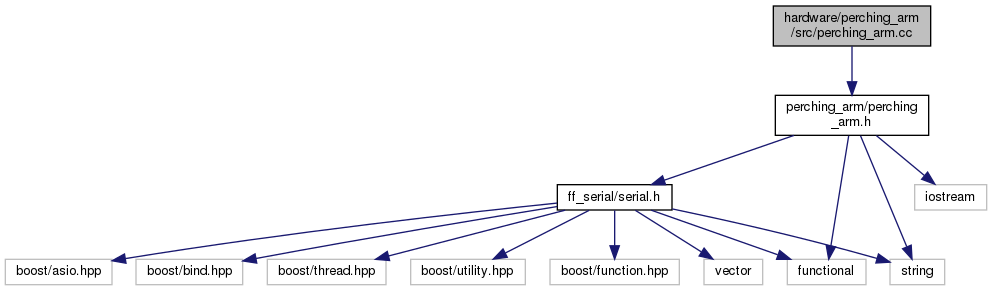 hardware/perching_arm
/src/perching_arm.cc
perching_arm/perching
_arm.h
ff_serial/serial.h
iostream
boost/asio.hpp
boost/bind.hpp
boost/thread.hpp
boost/utility.hpp
boost/function.hpp
vector
functional
string